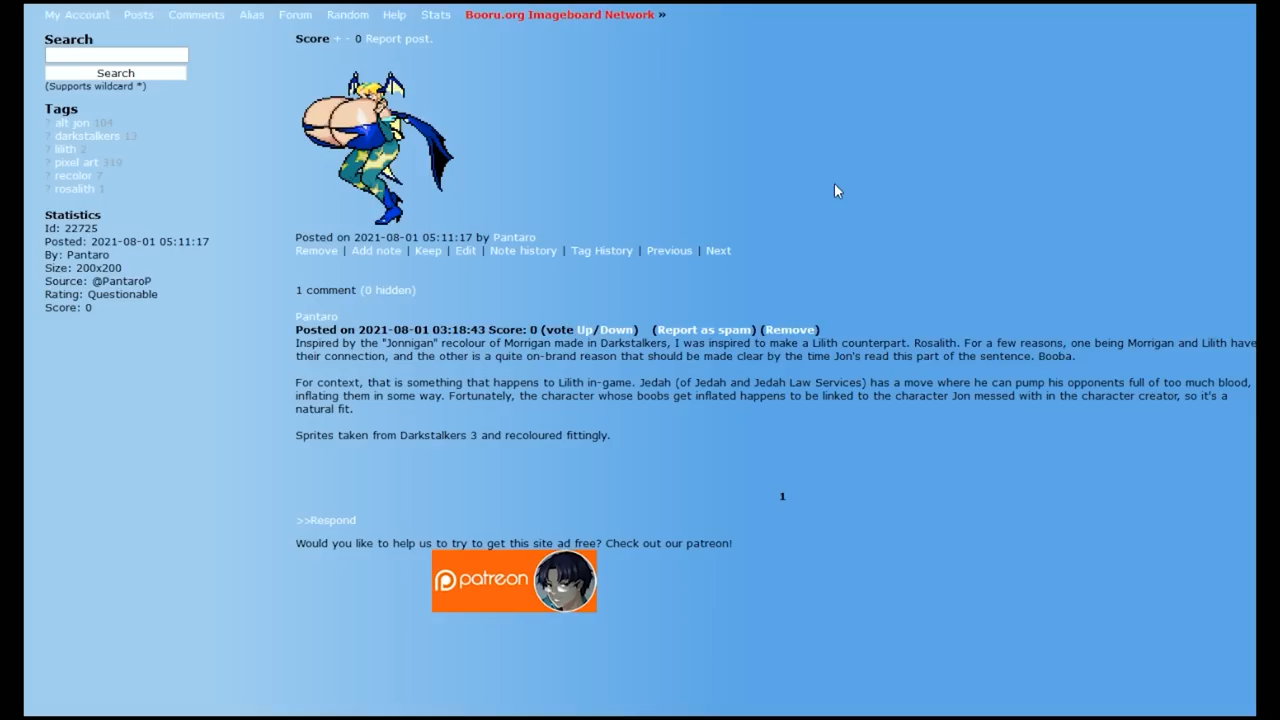 My Account Posts Comments Alias Forum Random Help Stats Booru.org Imageboard Network »
Search
Search
(Supports wildcard *)
Tags
? alt jon 104
? darkstalkers 13
? lilith 2
? pixel art 319
? recolor 7
? rosalith 1
Statistics
Id: 22725
Posted: 2021-08-01 05:11:17
By: Pantaro
Size: 200x200
Source: @PantaroP
Rating: Questionable
Score: 0
Score + - 0 Report post.
Posted on 2021-08-01 05:11:17 by Pantaro
Remove | Add note | Keep | Edit | Note history | Tag History | Previous | Next
1 comment (0 hidden)
Pantaro
Posted on 2021-08-01 03:18:43 Score: 0 (vote Up/Down) (Report as spam) (Remove)
Inspired by the "Jonnigan" recolour of Morrigan made in Darkstalkers, I was inspired to make a Lilith counterpart. Rosalith. For a few reasons, one being Morrigan and Lilith have
their connection, and the other is a quite on-brand reason that should be made clear by the time Jon's read this part of the sentence. Booba.
For context, that is something that happens to Lilith in-game. Jedah (of Jedah and Jedah Law Services) has a move where he can pump his opponents full of too much blood,
inflating them in some way. Fortunately, the character whose boobs get inflated happens to be linked to the character Jon messed with in the character creator, so it's a
natural fit.
Sprites taken from Darkstalkers 3 and recoloured fittingly.
1
>>Respond
Would you like to help us to try to get this site ad free? Check out our patreon!
patreon